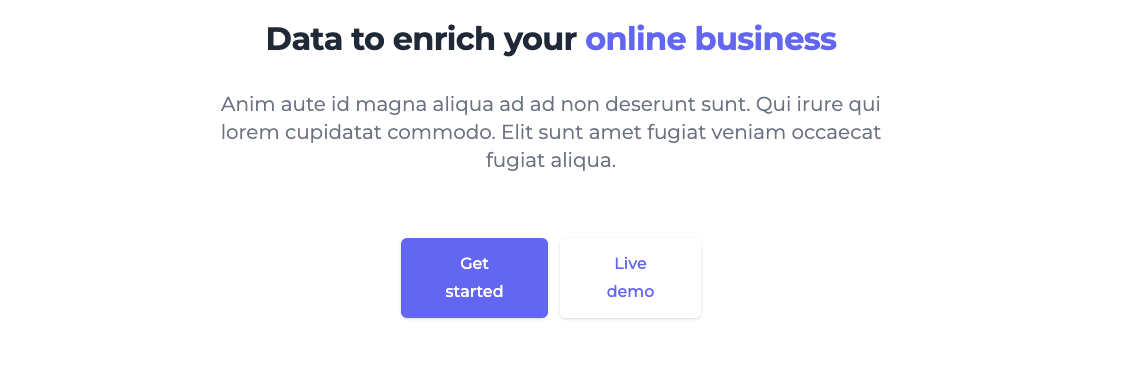 Data to enrich your online business
Anim aute id magna aliqua ad ad non deserunt sunt. Qui irure qui
lorem cupidatat commodo. Elit sunt amet fugiat veniam occaecat
fugiat aliqua.
Get
started
Live
demo